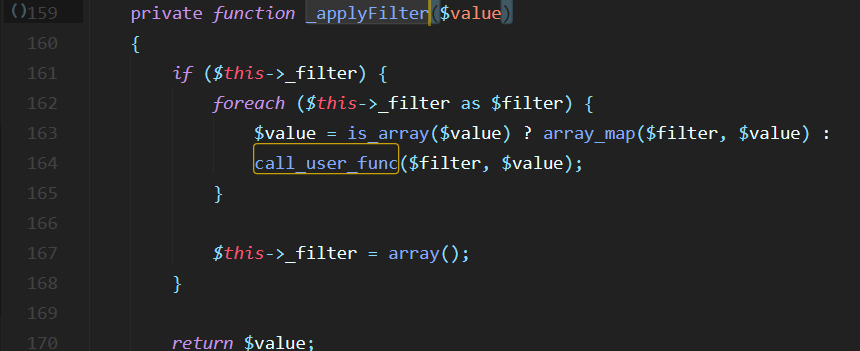 ()159 private function _applyFilter($value)
160 {
161 if ($this->_filter) {
162 foreach ($this->_filter as $filter) {
163 $value = is_array($value) ? array_map($filter, $value) :
164 call_user_func($filter, $value);
165 }
166
167 $this->_filter = array();
168 }
169
170 return $value;